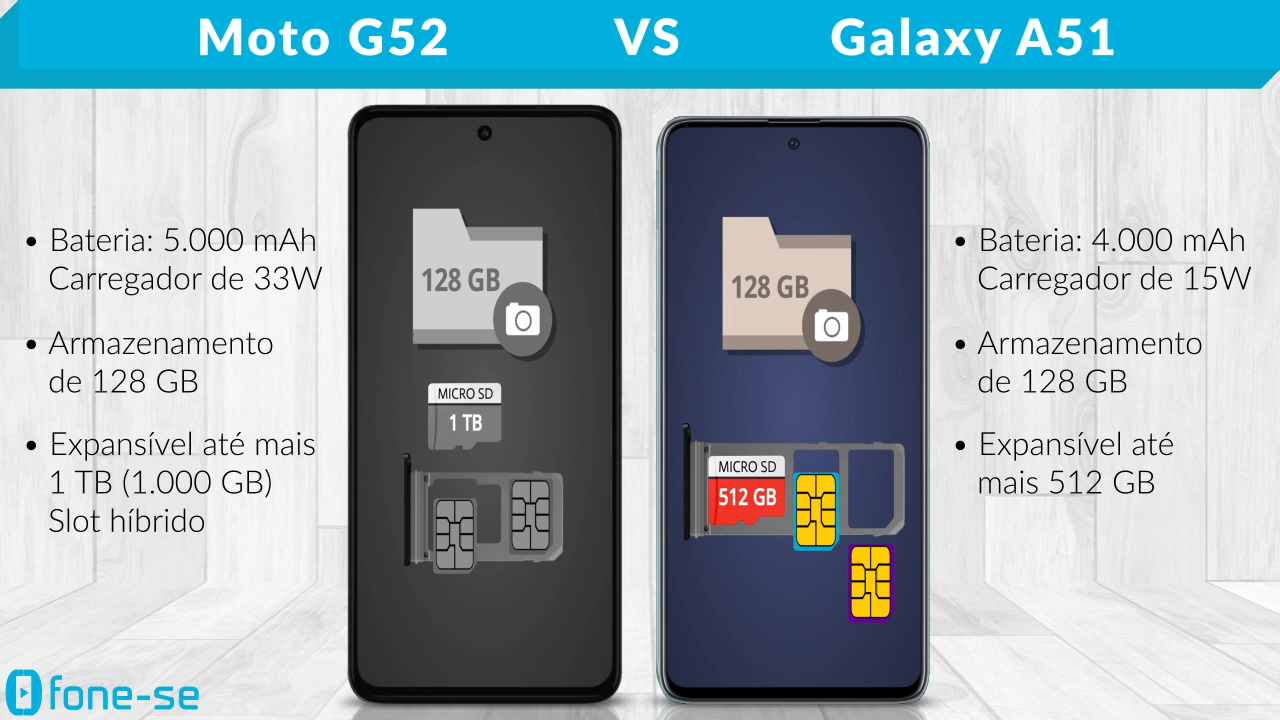 Moto G52
VS
Galaxy A51
• Bateria: 5.000 mAh
Carregador de 33W
• Armazenamento
de 128 GB
• Expansível até mais
1 TB (1.000 GB)
Slot híbrido
128 GB
MICRO SD
1 TB
128 GB
MICRO SD
512 GB
• Bateria: 4.000 mAh
Carregador de 15W
• Armazenamento
de 128 GB
• Expansível até
mais 512 GB
fone-se